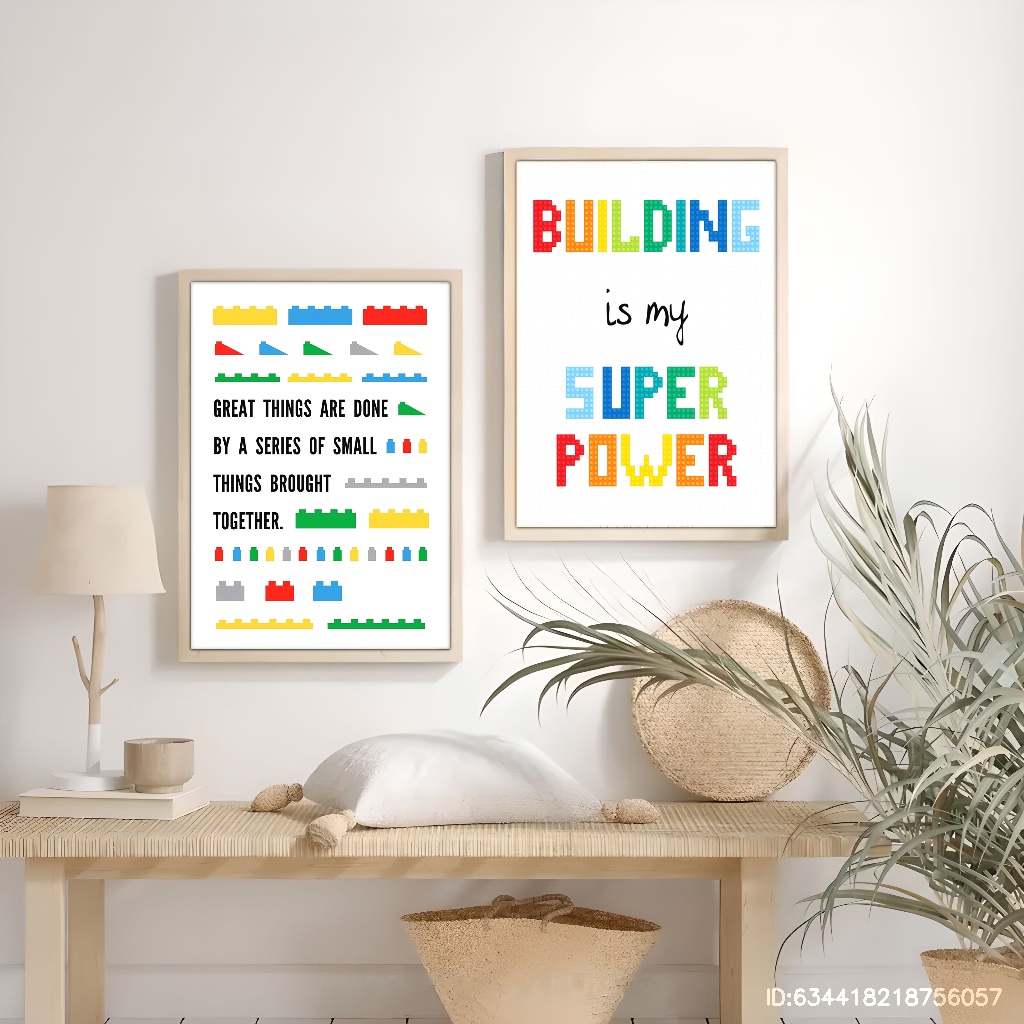 GREAT THINGS ARE DONE
BY A SERIES OF SMALL
THINGS BROUGHT
TOGETHER.
BUILDING
is my
SUPER
POWER
ID:634418218756057